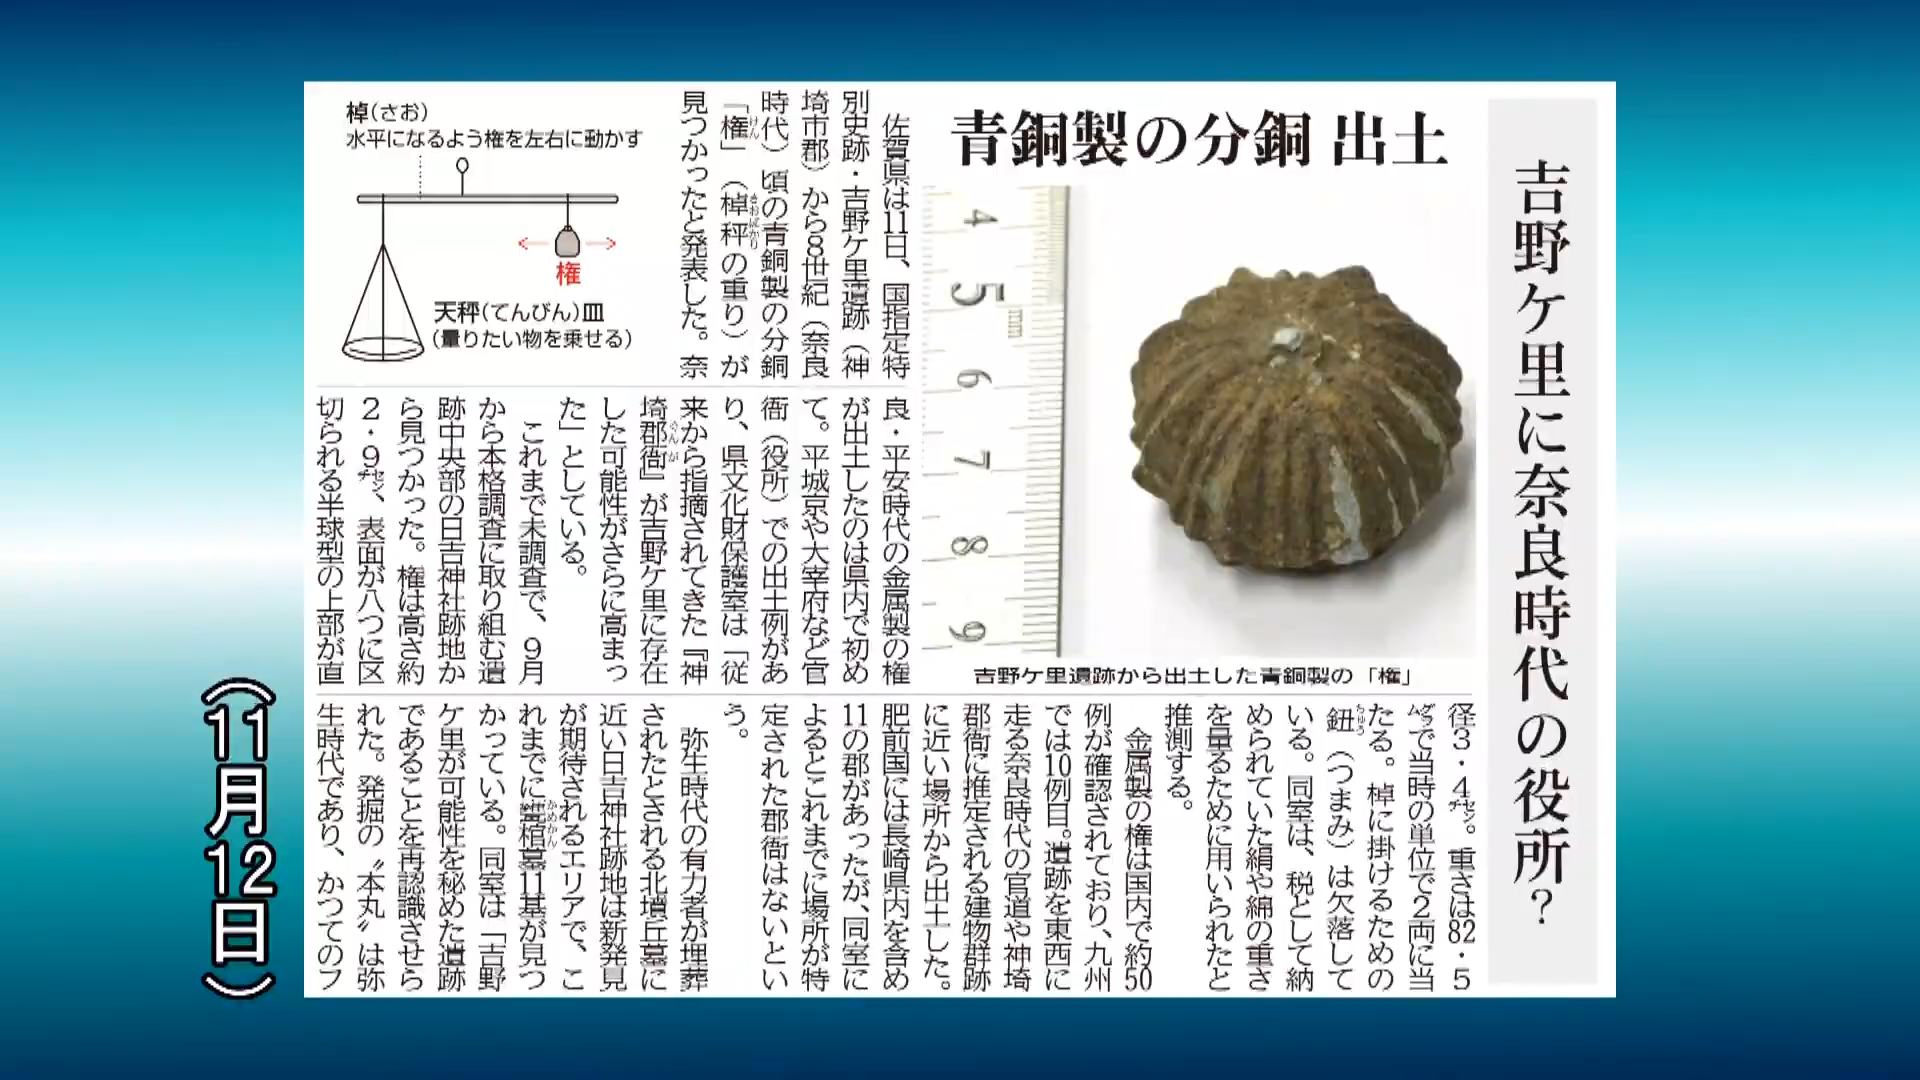 吉野ケ里に奈良時代の役所？
青銅製の分銅 出土
佐賀県は11日、国指定特
別史跡・吉野ケ里遺跡（神
埼市郡）から8世紀（奈良
時代）頃の青銅製の分銅
「権」（棹秤の重り）が
けん
さおばかり
見つかったと発表した。奈
良・平安時代の金属製の権
が出土したのは県内で初め
て。平城京や大宰府など官
衙（役所）での出土例があ
り、県文化財保護室は「従
来から指摘されてきた『神
埼郡衙』が吉野ケ里に存在
ぐんが
した可能性がさらに高まっ
た」としている。
これまで未調査で、9月
から本格調査に取り組む遺
跡中央部の日吉神社跡地か
ら見つかった。権は高さ約
2・9㌢、表面が八つに区
切られる半球型の上部が直
径3・4㌢。重さは82・5
㌘で当時の単位で2両に当
たる。棹に掛けるための
鈕（つまみ）は欠落して
ちゅう
いる。同室は、税として納
められていた絹や綿の重さ
を量るために用いられたと
推測する。
金属製の権は国内で約50
例が確認されており、九州
では10例目。遺跡を東西に
走る奈良時代の官道や神埼
郡衙に推定される建物群跡
に近い場所から出土した。
肥前国には長崎県内を含め
11の郡があったが、同室に
よるとこれまでに場所が特
定された郡衙はないとい
う。
弥生時代の有力者が埋葬
されたとされる北墳丘墓に
近い日吉神社跡地は新発見
が期待されるエリアで、こ
れまでに甕棺墓11基が見つ
かめかん
かっている。同室は「吉野
ケ里が可能性を秘めた遺跡
であることを再認識させら
れた。発掘の〝本丸〟は弥
生時代であり、かつてのフ
棹（さお）
水平になるよう権を左右に動かす
権
天秤（てんびん）皿
（量りたい物を乗せる）
4
5
mm
6
7
8
9
吉野ケ里遺跡から出土した青銅製の「権」
（11月12日）